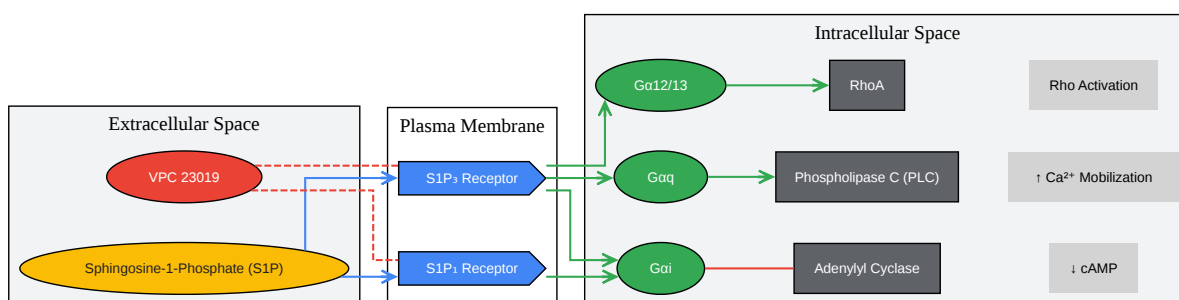 Intracellular Space
Gα12/13
RhoA
Rho Activation
Extracellular Space
Plasma Membrane
VPC 23019
S1P₃ Receptor
Gαq
Phospholipase C (PLC)
↑ Ca²⁺ Mobilization
Sphingosine-1-Phosphate (S1P)
S1P₁ Receptor
Gαi
Adenylyl Cyclase
↓ cAMP